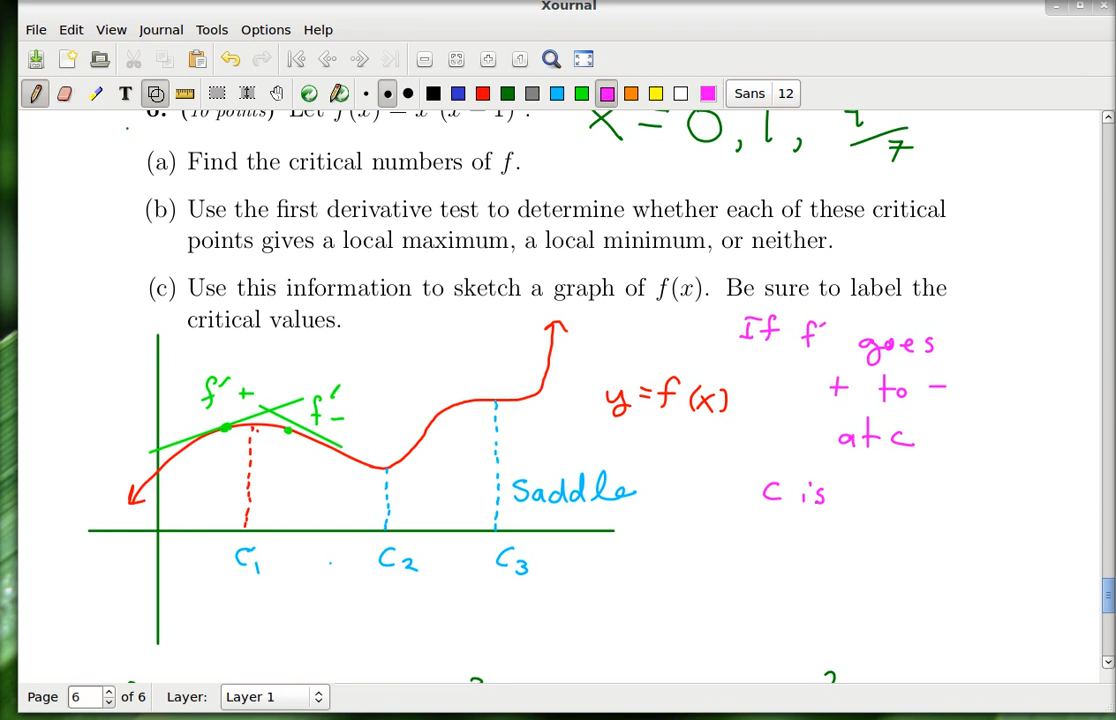 Xournal
File Edit View Journal Tools Options Help
T Sans 12
x = 0, 1, /7
(a) Find the critical numbers of f.
(b) Use the first derivative test to determine whether each of these critical
points gives a local maximum, a local minimum, or neither.
(c) Use this information to sketch a graph of f(x). Be sure to label the
critical values.
If f' goes
+ to -
at c
c is
f' +
f' -
y = f(x)
Saddle
C1 C2 C3
Page 6 of 6 Layer: Layer 1